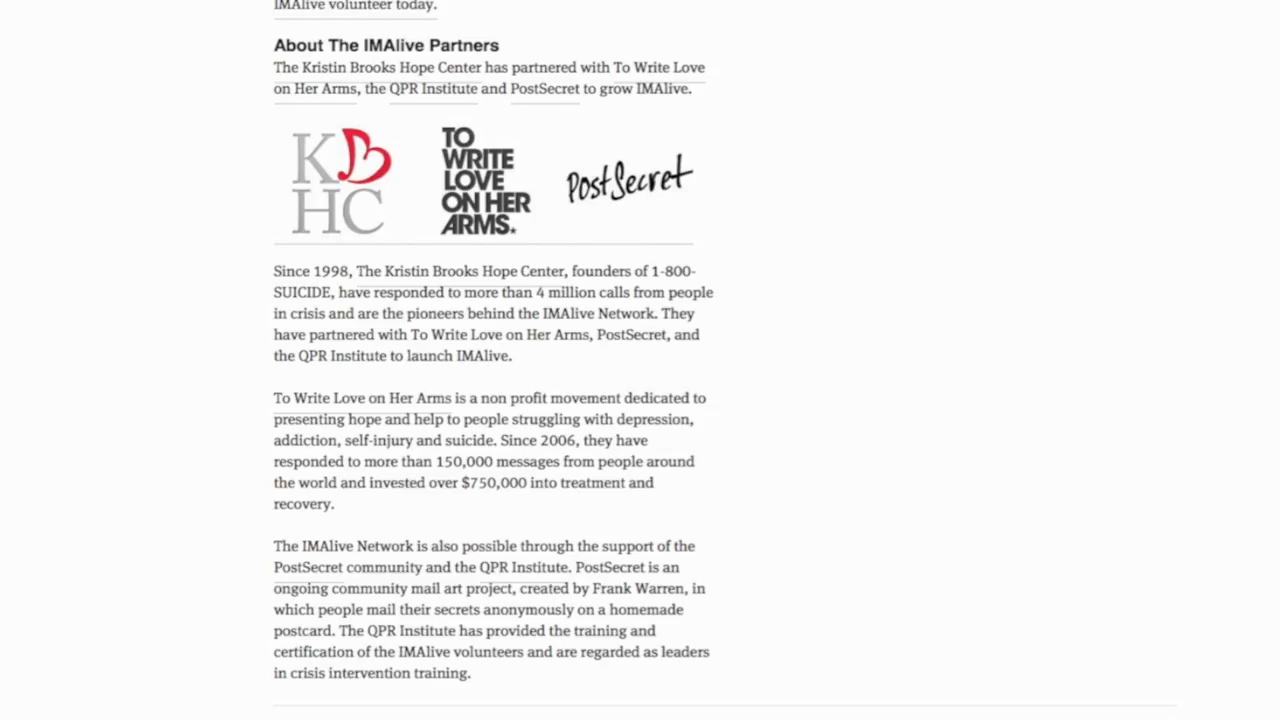 IMAlive volunteer today.
About The IMAlive Partners
The Kristin Brooks Hope Center has partnered with To Write Love
on Her Arms, the QPR Institute and PostSecret to grow IMAlive.
KB
HC
TO
WRITE
LOVE
ON HER
ARMS.
PostSecret
Since 1998, The Kristin Brooks Hope Center, founders of 1-800-
SUICIDE, have responded to more than 4 million calls from people
in crisis and are the pioneers behind the IMAlive Network. They
have partnered with To Write Love on Her Arms, PostSecret, and
the QPR Institute to launch IMAlive.
To Write Love on Her Arms is a non profit movement dedicated to
presenting hope and help to people struggling with depression,
addiction, self-injury and suicide. Since 2006, they have
responded to more than 150,000 messages from people around
the world and invested over $750,000 into treatment and
recovery.
The IMAlive Network is also possible through the support of the
PostSecret community and the QPR Institute. PostSecret is an
ongoing community mail art project, created by Frank Warren, in
which people mail their secrets anonymously on a homemade
postcard. The QPR Institute has provided the training and
certification of the IMAlive volunteers and are regarded as leaders
in crisis intervention training.